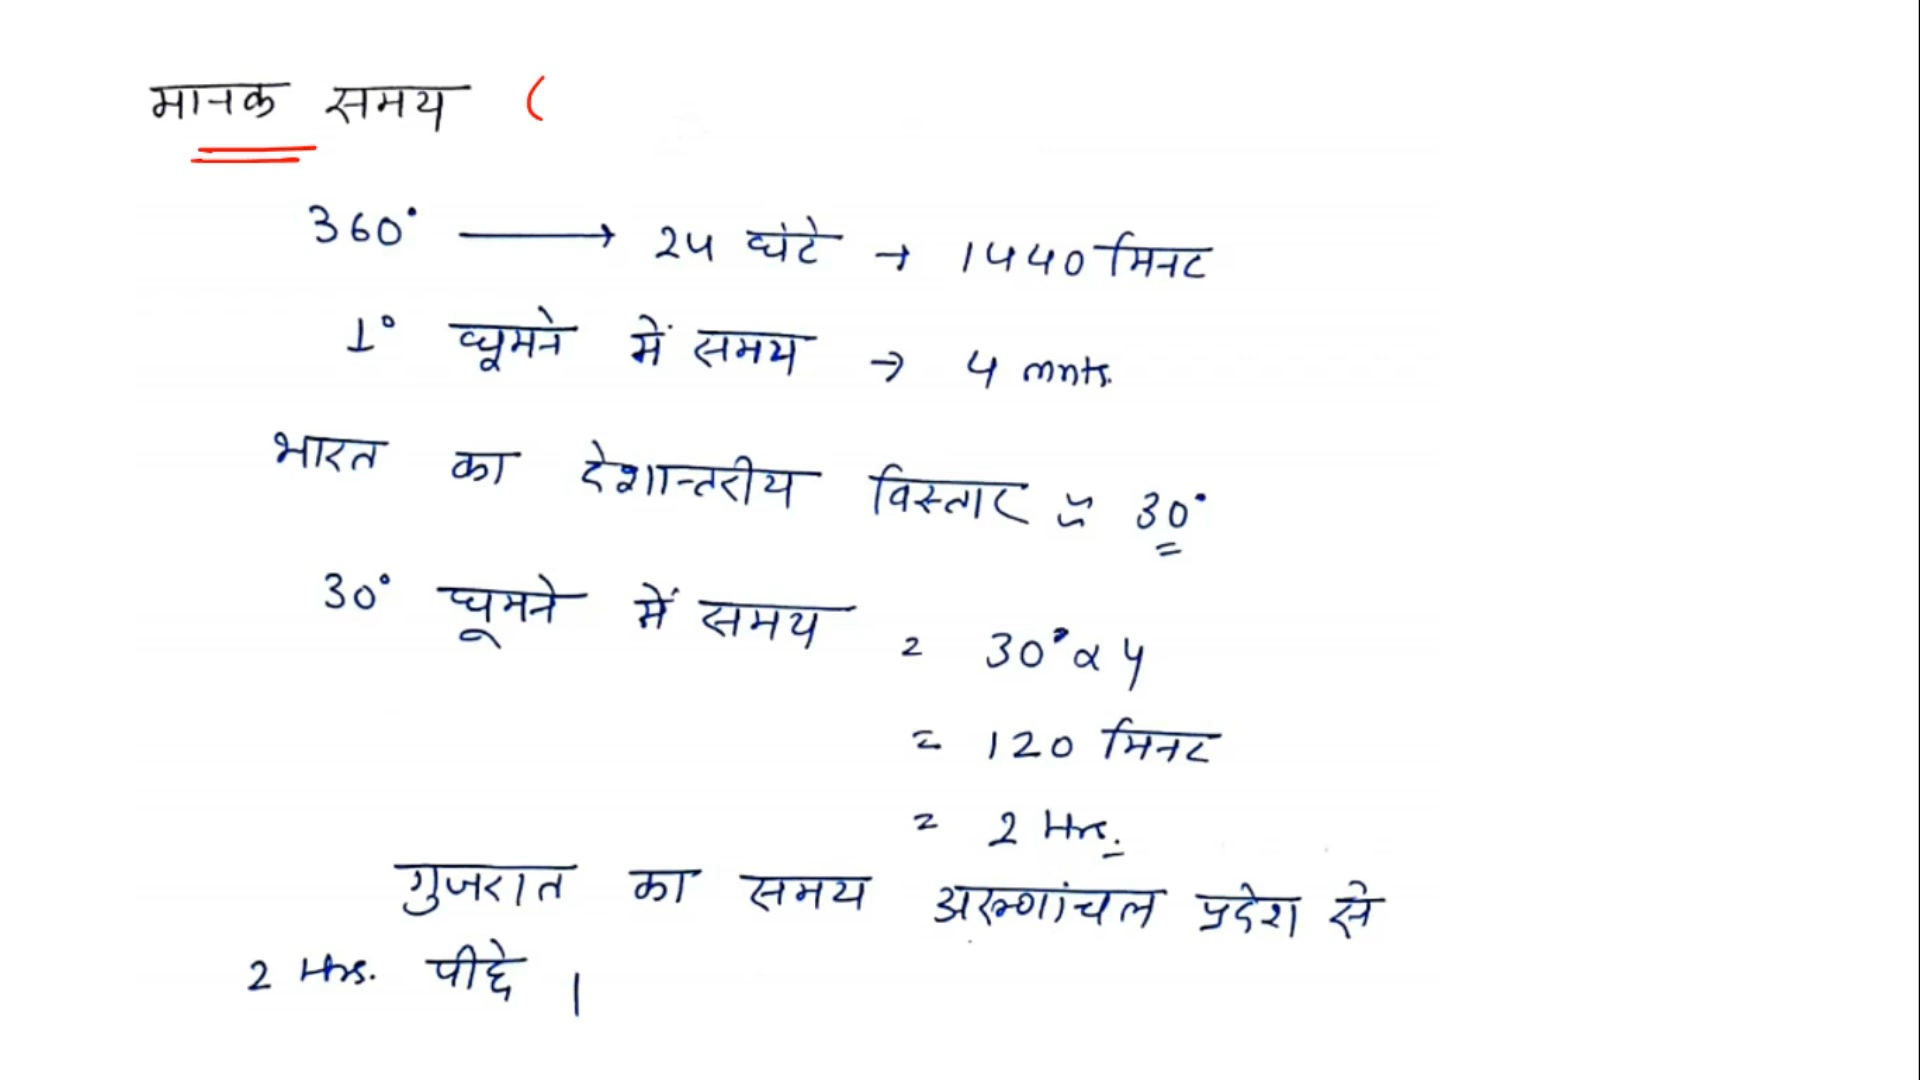 मानक समय (
360° → 24 घंटे → 1440 मिनट
1° घूमने में समय → 4 mnts.
भारत का देशान्तरीय विस्तार ≈ 30°
30° घूमने में समय = 30° x 4
= 120 मिनट
= 2 Hrs.
गुजरात का समय अरुणांचल प्रदेश से
2 Hrs. पीछे |